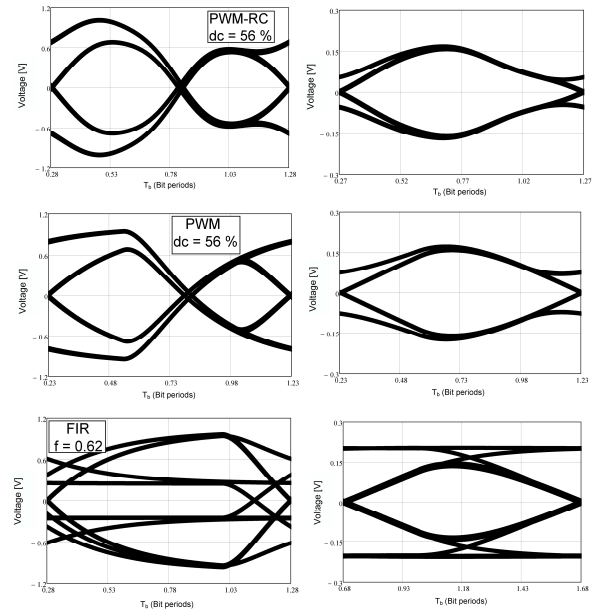 PWM-RC
dc = 56 %
Voltage [V]
1.2
0.6
0
− 0.6
− 1.2
0.28 0.53 0.78 1.03 1.28
Tb (Bit periods)
Voltage [V]
0.3
0.15
0
− 0.15
− 0.3
0.27 0.52 0.77 1.02 1.27
Tb (Bit periods)
PWM
dc = 56 %
Voltage [V]
1.2
0.6
0
− 0.6
− 1.2
0.23 0.48 0.73 0.98 1.23
Tb (Bit periods)
Voltage [V]
0.3
0.15
0
− 0.15
− 0.3
0.23 0.48 0.73 0.98 1.23
Tb (Bit periods)
FIR
f = 0.62
Voltage [V]
1.2
0.6
0
− 0.6
− 1.2
0.28 0.53 0.78 1.03 1.28
Tb (Bit periods)
Voltage [V]
0.3
0.15
0
− 0.15
− 0.3
0.68 0.93 1.18 1.43 1.68
Tb (Bit periods)